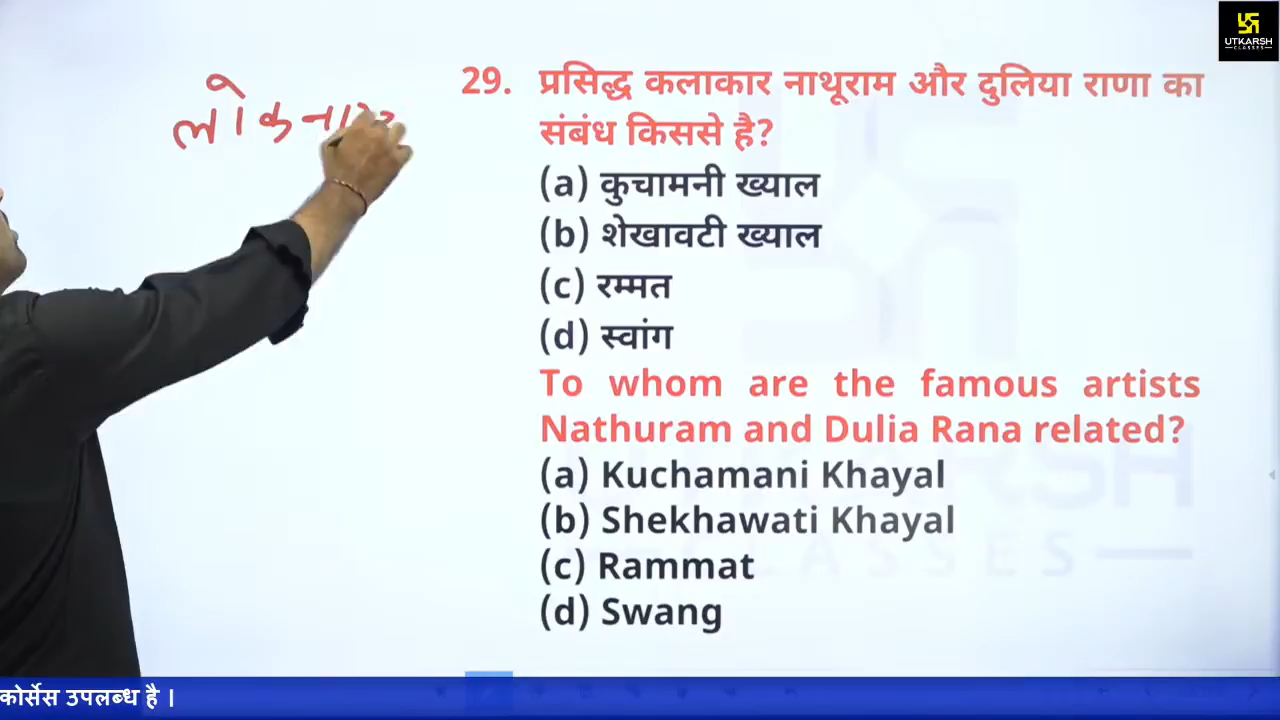 UTKARSH
CLASSES
29. प्रसिद्ध कलाकार नाथूराम और दुलिया राणा का
संबंध किससे है?
(a) कुचामनी ख्याल
(b) शेखावटी ख्याल
(c) रम्मत
(d) स्वांग
To whom are the famous artists
Nathuram and Dulia Rana related?
(a) Kuchamani Khayal
(b) Shekhawati Khayal
(c) Rammat
(d) Swang
कोर्सेस उपलब्ध है ।